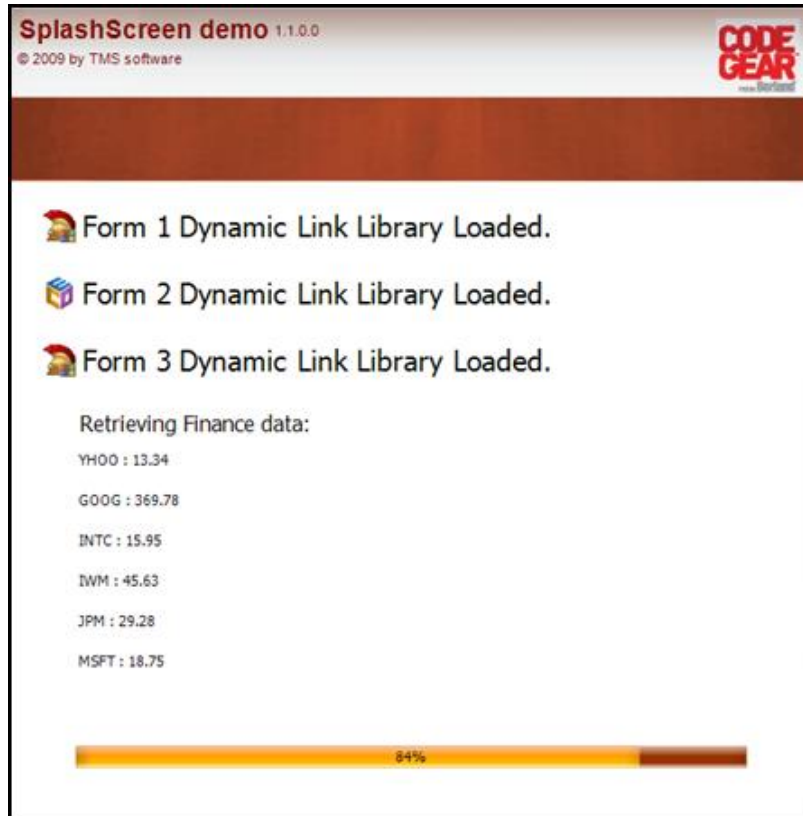 SplashScreen demo 1.1.0.0
© 2009 by TMS software
CODE
GEAR
from Borland
Form 1 Dynamic Link Library Loaded.
Form 2 Dynamic Link Library Loaded.
Form 3 Dynamic Link Library Loaded.
Retrieving Finance data:
YHOO : 13.34
GOOG : 369.78
INTC : 15.95
IWM : 45.63
JPM : 29.28
MSFT : 18.75
84%